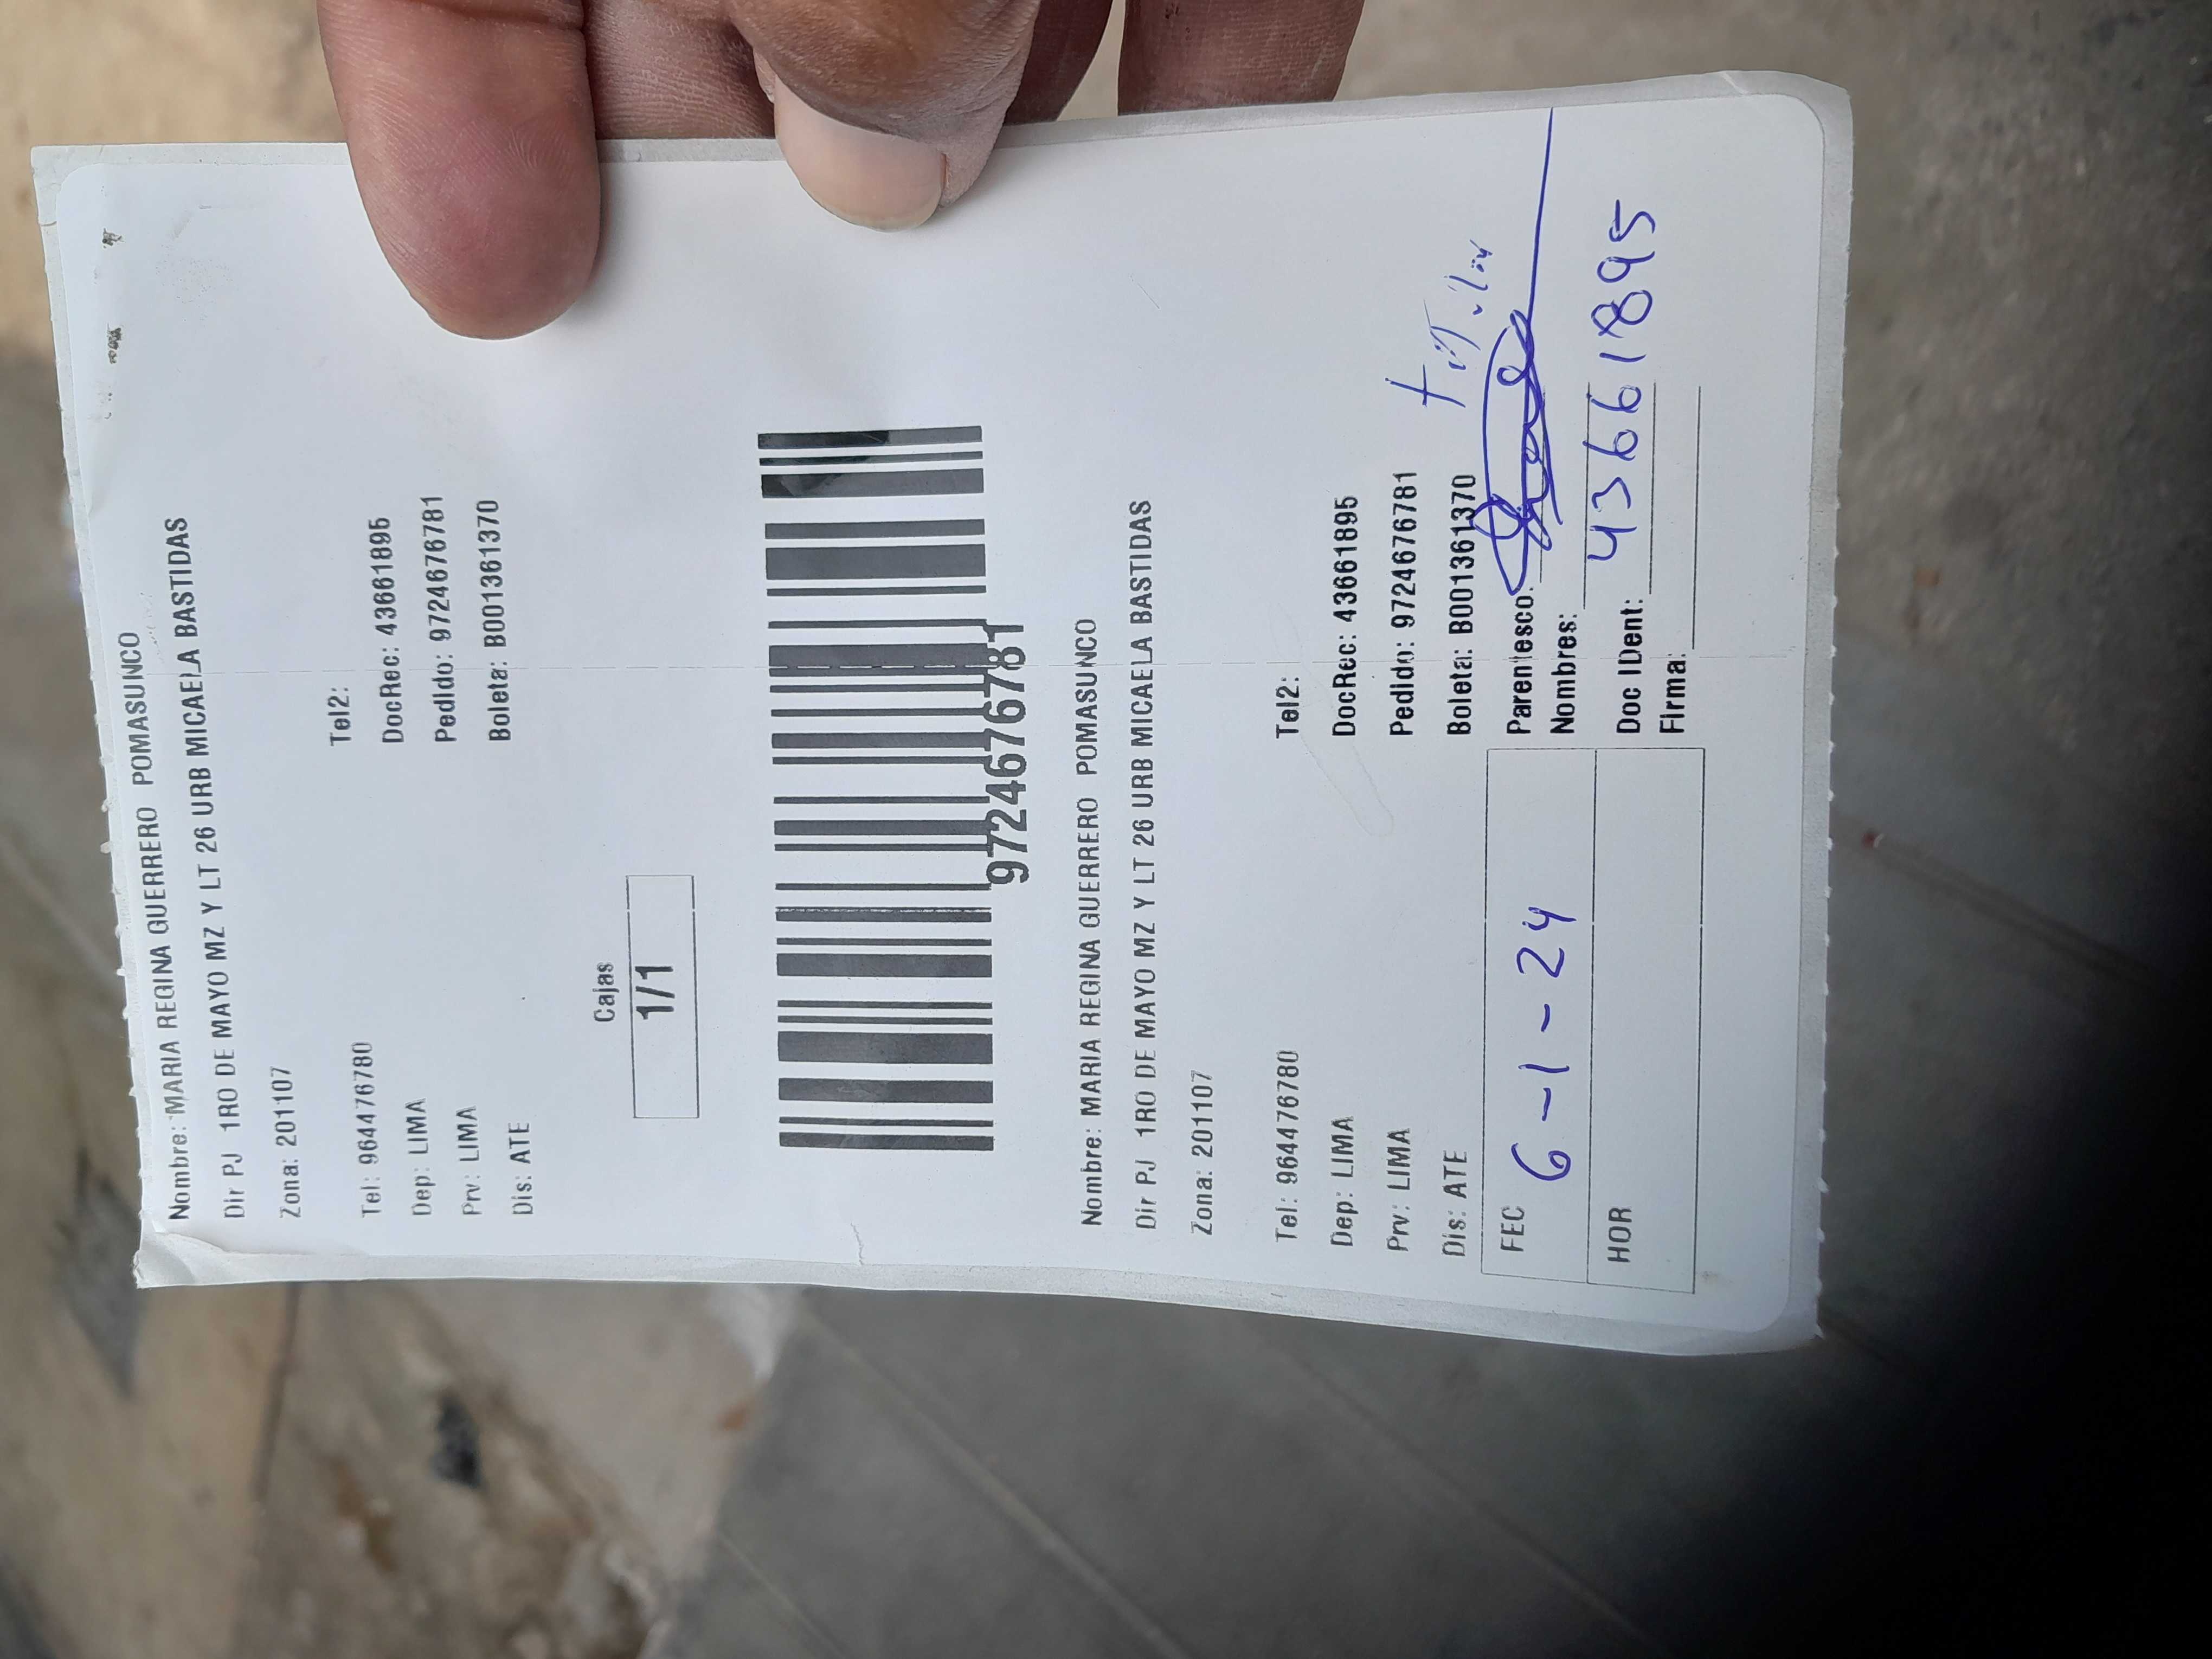 Nombre: MARIA REGINA GUERRERO POMASUNCO
Dir PJ 1RO DE MAYO MZ Y LT 26 URB MICAELA BASTIDAS
Zona: 201107
Tel: 964476780 Tel2:
Dep: LIMA DocRec: 43661895
Prv: LIMA Pedido: 9724676781
Dis: ATE Boleta: B001361370
Cajas
1/1
9724676781
Nombre: MARIA REGINA GUERRERO POMASUNCO
Dir PJ 1RO DE MAYO MZ Y LT 26 URB MICAELA BASTIDAS
Zona: 201107
Tel: 964476780 Tel2:
Dep: LIMA DocRec: 43661895
Prv: LIMA Pedido: 9724676781
Dis: ATE Boleta: B001361370
titular
FEC 6-1-24 Parentesco:
Nombres:
HOR Doc IDent: 43661895
Firma: